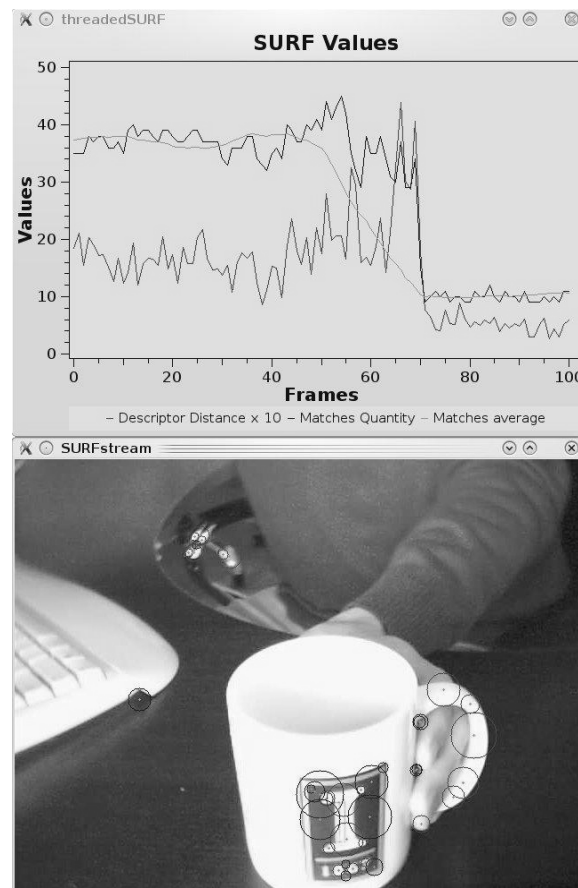 threadedSURF
SURF Values
50
40
30
20
10
0
Values
0 20 40 60 80 100
Frames
– Descriptor Distance x 10 – Matches Quantity – Matches average
SURFstream